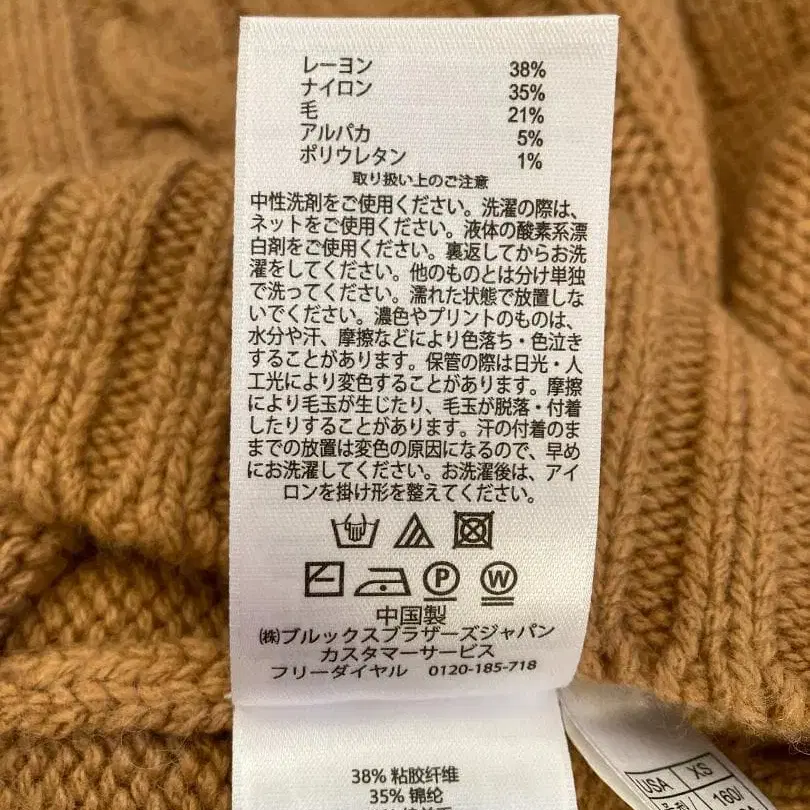 レーヨン 38%
ナイロン 35%
毛 21%
アルパカ 5%
ポリウレタン 1%
取り扱い上のご注意
中性洗剤をご使用ください。洗濯の際は、
ネットをご使用ください。液体の酸素系漂
白剤をご使用ください。裏返してからお洗
濯をしてください。他のものとは分け単独
で洗ってください。濡れた状態で放置しな
いでください。濃色やプリントのものは、
水分や汗、摩擦などにより色落ち・色泣き
することがあります。保管の際は日光・人
工光により変色することがあります。摩擦
により毛玉が生じたり、毛玉が脱落・付着
したりすることがあります。汗の付着のま
までの放置は変色の原因になるので、早め
にお洗濯してください。お洗濯後は、アイ
ロンを掛け形を整えてください。
P W
中国製
㈱ブルックスブラザーズジャパン
カスタマーサービス
フリーダイヤル 0120-185-718
38% 粘胶纤维
35% 锦纶
USA XS
160/